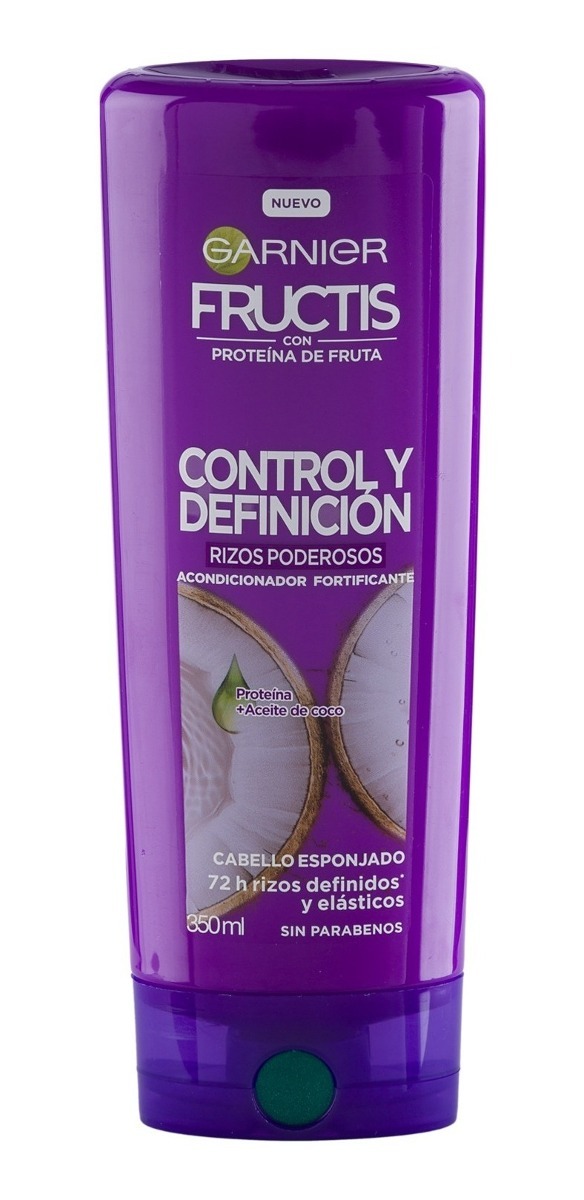 NUEVO
GARNIER
FRUCTIS
CON
PROTEÍNA DE FRUTA
CONTROL Y
DEFINICIÓN
RIZOS PODEROSOS
ACONDICIONADOR FORTIFICANTE
Proteína
+Aceite de coco
CABELLO ESPONJADO
72 h rizos definidos*
y elásticos
350ml SIN PARABENOS